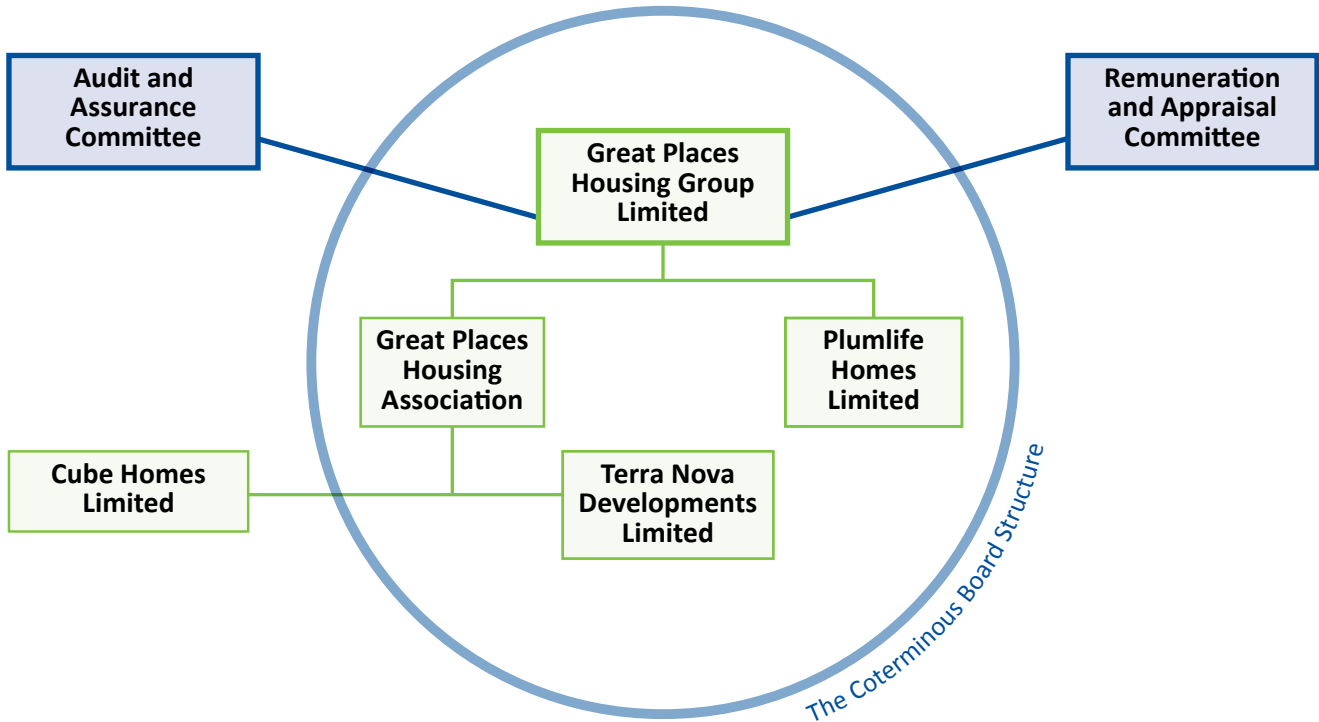 Audit and
Assurance
Committee
Remuneration
and Appraisal
Committee
Great Places
Housing Group
Limited
Great Places
Housing
Association
Plumlife
Homes
Limited
Cube Homes
Limited
Terra Nova
Developments
Limited
The Coterminous Board Structure